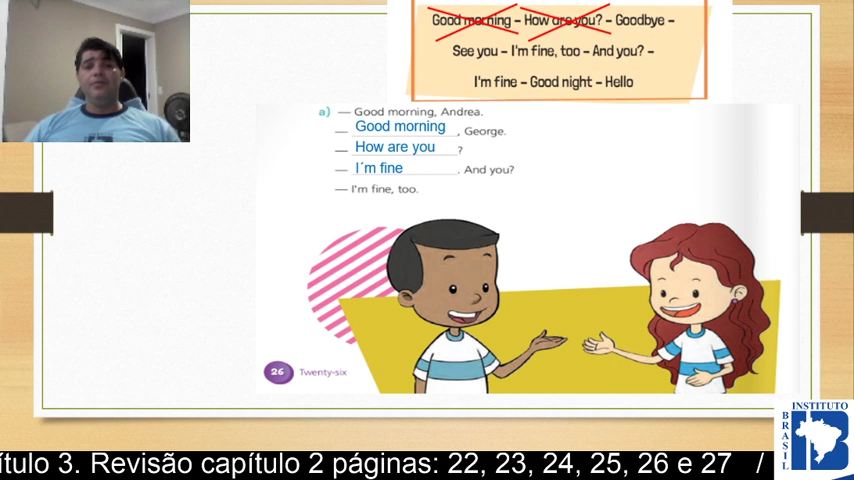 Good morning – How are you? – Goodbye –
See you – I'm fine, too – And you? –
I'm fine – Good night – Hello
a) — Good morning, Andrea.
— Good morning, George.
— How are you ?
— I´m fine. And you?
— I'm fine, too.
26 Twenty-six
INSTITUTO
BRASIL
ítulo 3. Revisão capítulo 2 páginas: 22, 23, 24, 25, 26 e 27 /